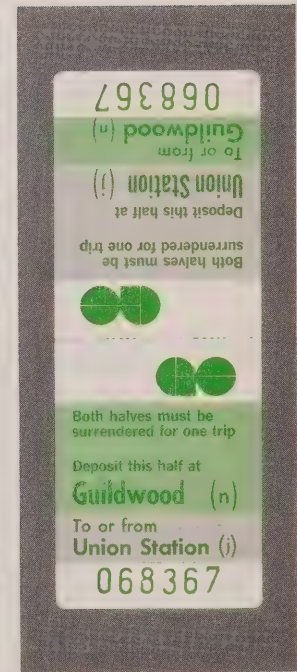 Both halves must be
surrendered for one trip
Deposit this half at
Union Station (j)
To or from
Guildwood (n)
068367
Both halves must be
surrendered for one trip
Deposit this half at
Guildwood (n)
To or from
Union Station (j)
068367